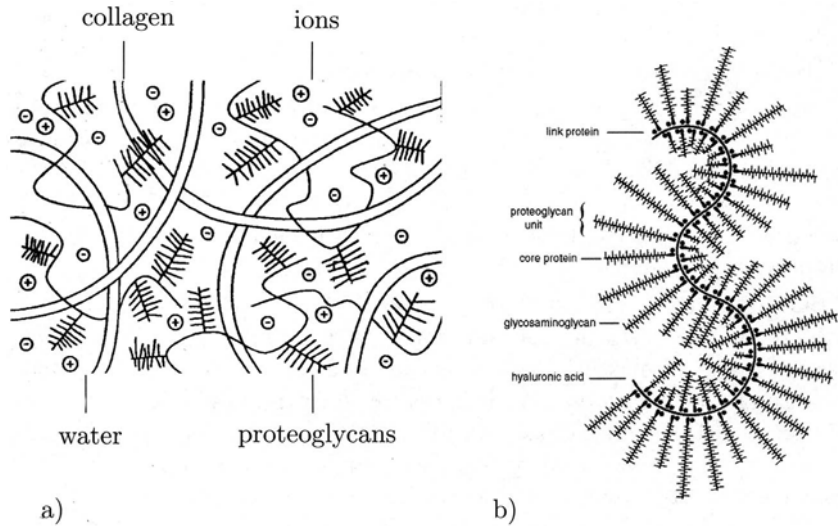 collagen
ions
water
proteoglycans
a)
link protein
proteoglycan
unit
core protein
glycosaminoglycan
hyaluronic acid
b)